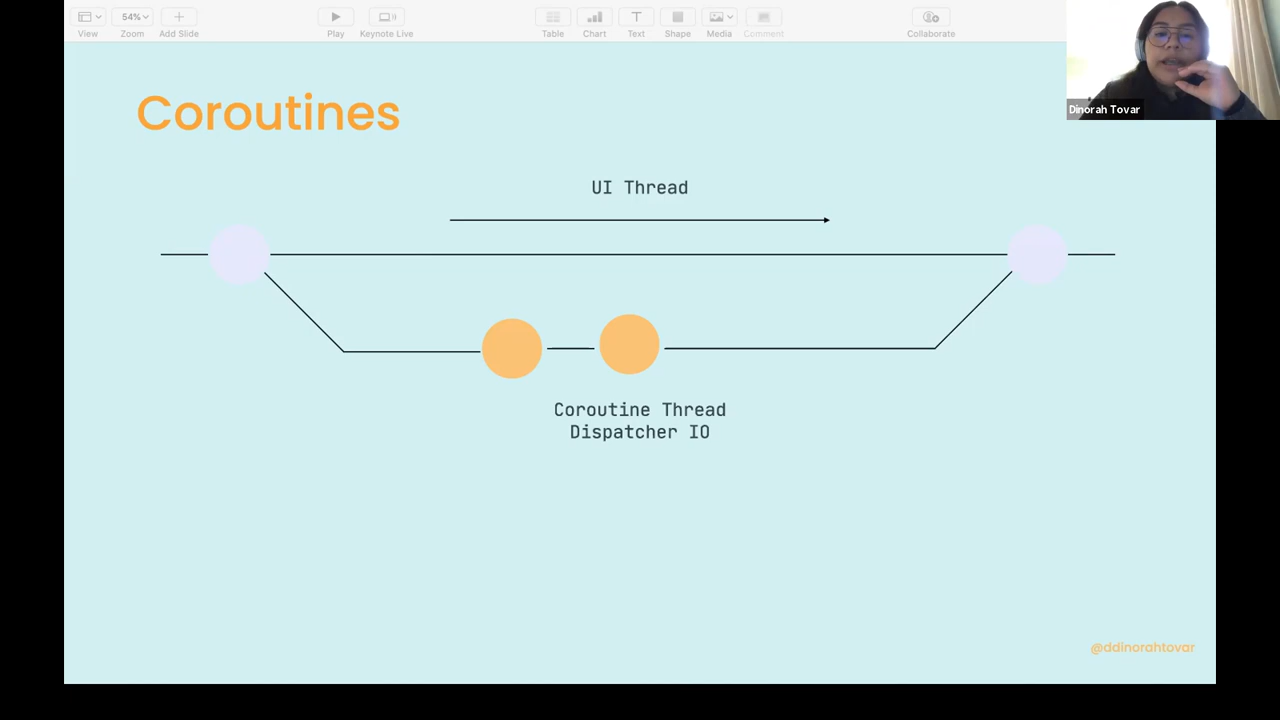 54%
View
Zoom
Add Slide
Play
Keynote Live
Table
Chart
Text
Shape
Media
Comment
Collaborate
Dinorah Tovar
Coroutines
UI Thread
Coroutine Thread
Dispatcher IO
@ddinorahtovar